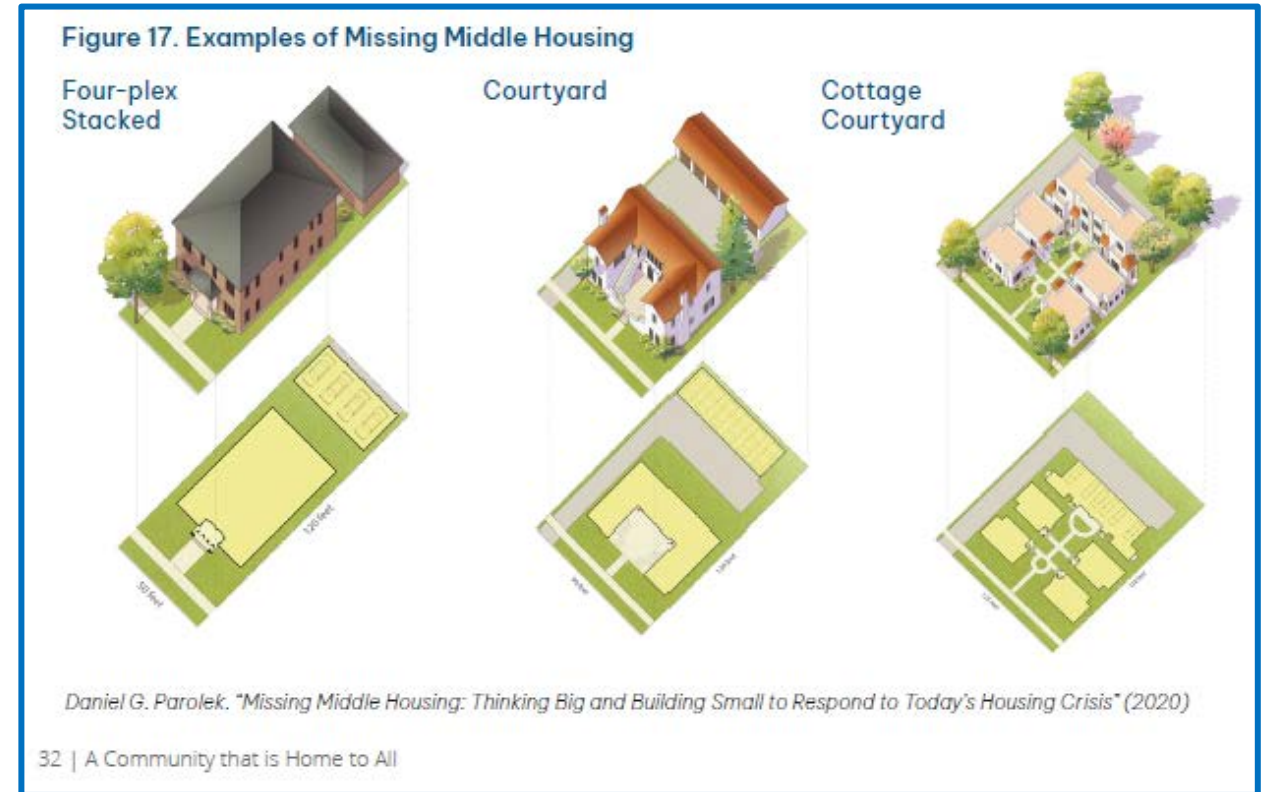 Figure 17. Examples of Missing Middle Housing
Four-plex
Stacked
Courtyard
Cottage
Courtyard
120 feet
50 feet
Daniel G. Parolek. "Missing Middle Housing: Thinking Big and Building Small to Respond to Today's Housing Crisis" (2020)
32 | A Community that is Home to All